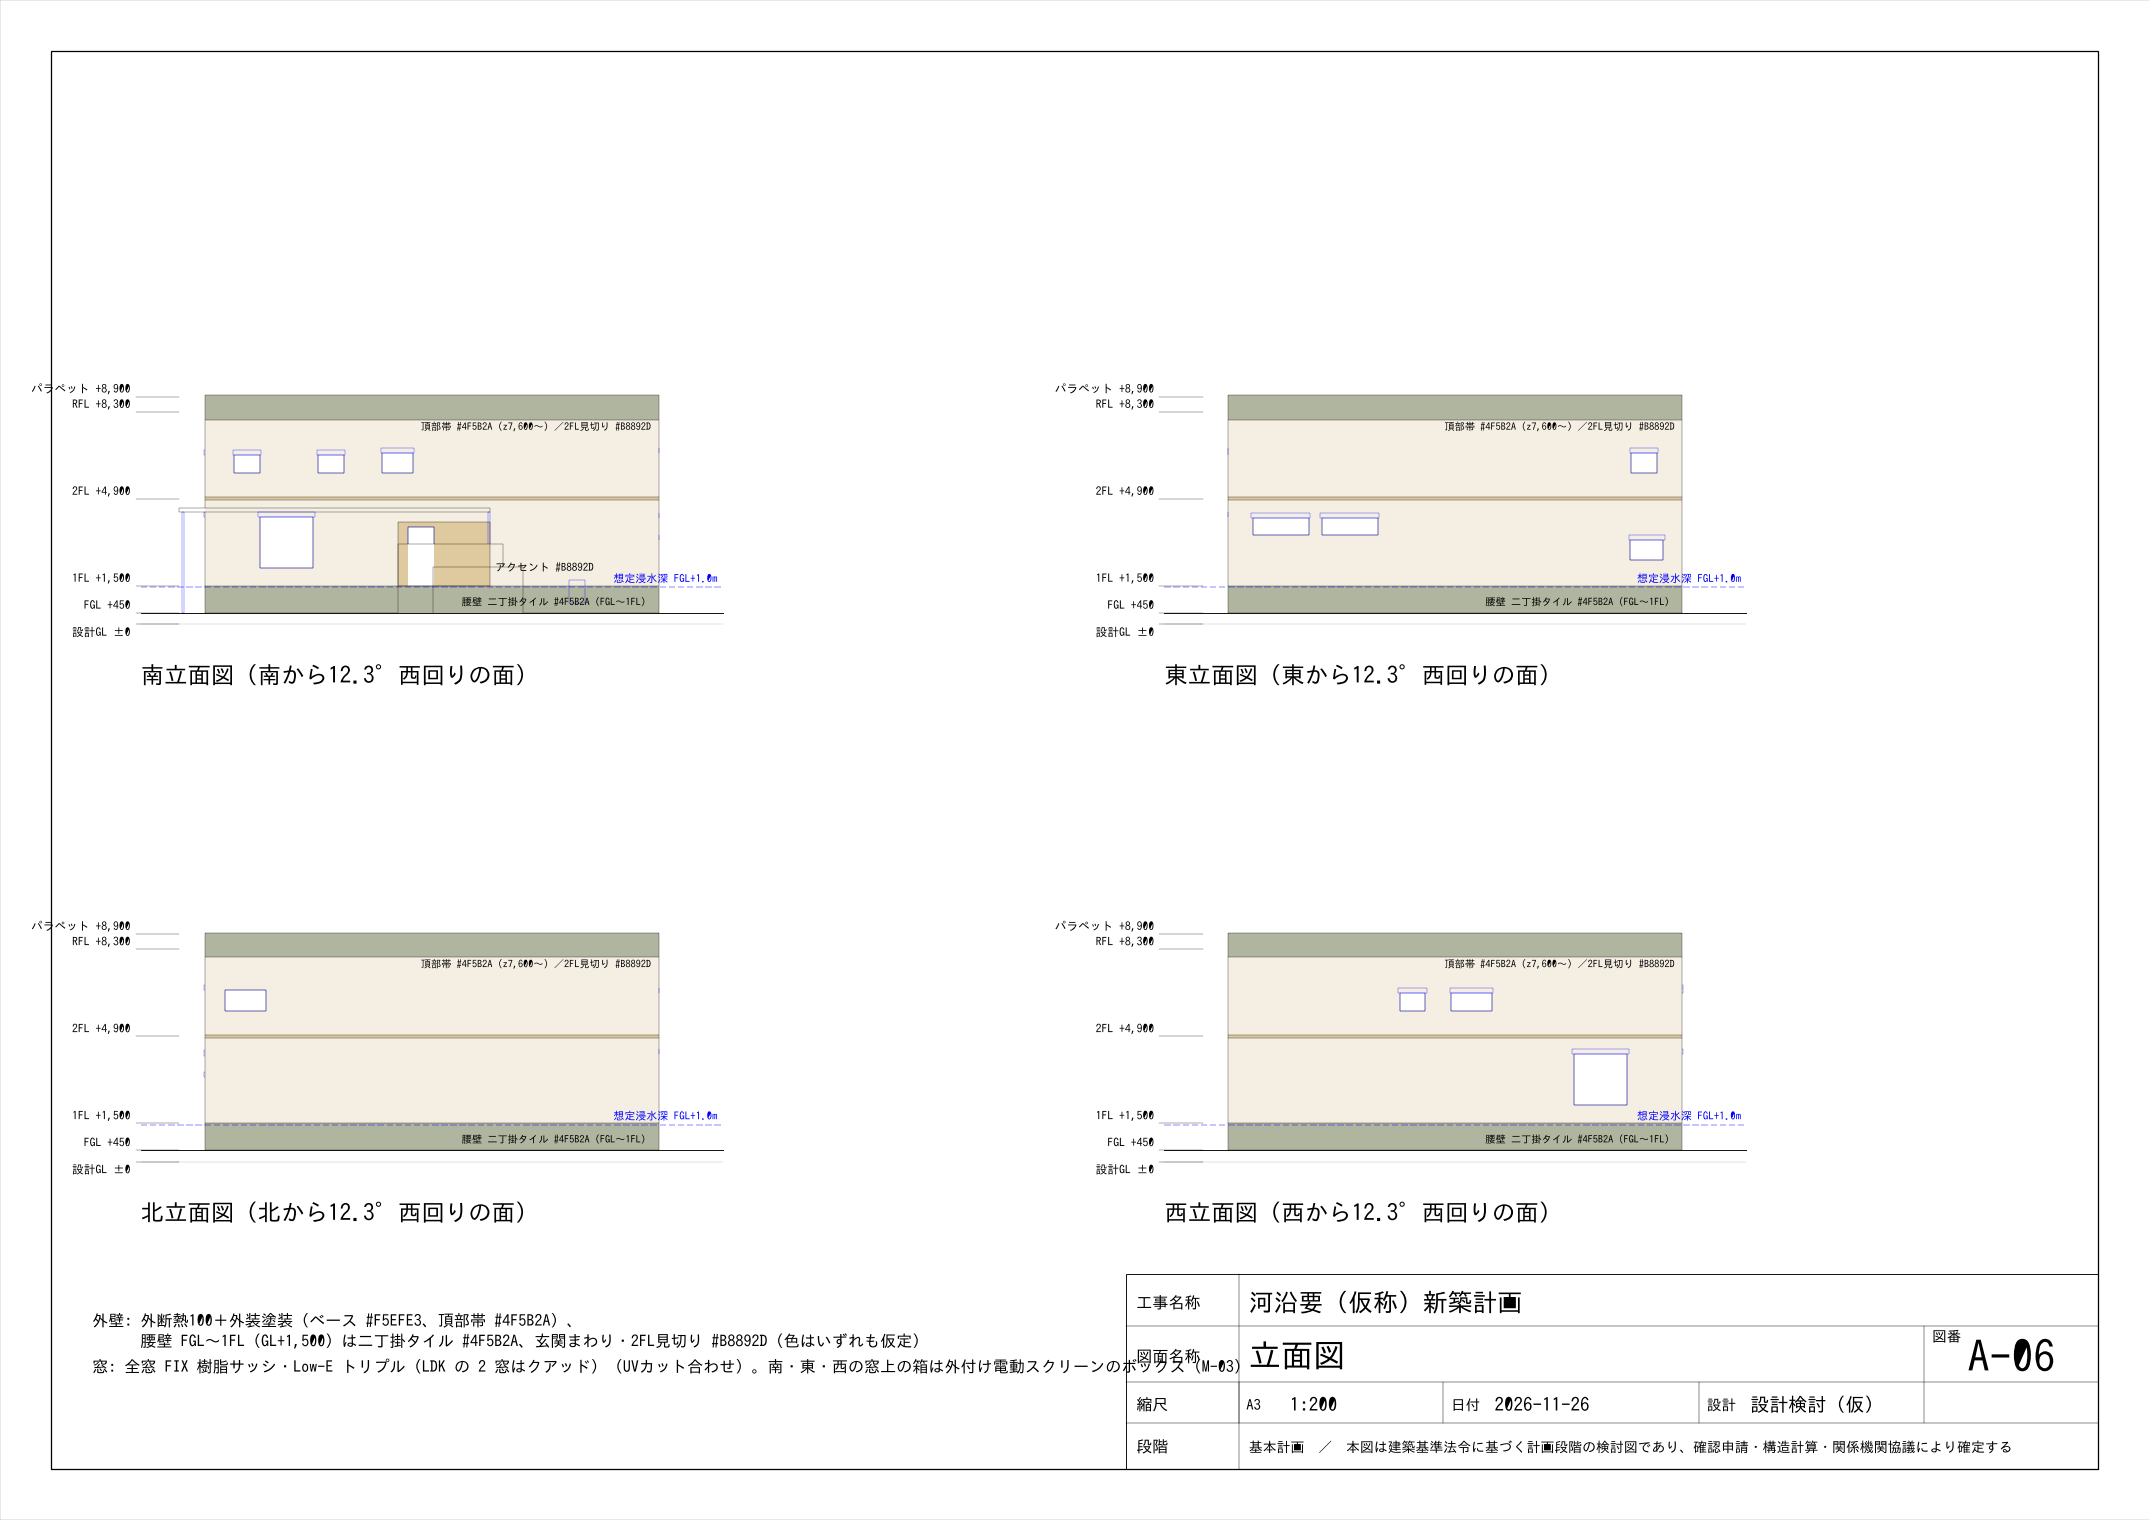 パラペット +8,900
RFL +8,300
頂部帯 #4F5B2A（z7,600～）／2FL見切り #B8892D
2FL +4,900
アクセント #B8892D
1FL +1,500
想定浸水深 FGL+1.0m
FGL +450
腰壁 二丁掛タイル #4F5B2A（FGL～1FL）
設計GL ±0
南立面図（南から12.3°西回りの面）
パラペット +8,900
RFL +8,300
頂部帯 #4F5B2A（z7,600～）／2FL見切り #B8892D
2FL +4,900
1FL +1,500
想定浸水深 FGL+1.0m
FGL +450
腰壁 二丁掛タイル #4F5B2A（FGL～1FL）
設計GL ±0
東立面図（東から12.3°西回りの面）
パラペット +8,900
RFL +8,300
頂部帯 #4F5B2A（z7,600～）／2FL見切り #B8892D
2FL +4,900
1FL +1,500
想定浸水深 FGL+1.0m
FGL +450
腰壁 二丁掛タイル #4F5B2A（FGL～1FL）
設計GL ±0
北立面図（北から12.3°西回りの面）
パラペット +8,900
RFL +8,300
頂部帯 #4F5B2A（z7,600～）／2FL見切り #B8892D
2FL +4,900
1FL +1,500
想定浸水深 FGL+1.0m
FGL +450
腰壁 二丁掛タイル #4F5B2A（FGL～1FL）
設計GL ±0
西立面図（西から12.3°西回りの面）
外壁: 外断熱100＋外装塗装（ベース #F5EFE3、頂部帯 #4F5B2A）、
腰壁 FGL～1FL（GL+1,500）は二丁掛タイル #4F5B2A、玄関まわり・2FL見切り #B8892D（色はいずれも仮定）
窓: 全窓 FIX 樹脂サッシ・Low-E トリプル（LDK の 2 窓はクアッド）（UVカット合わせ）。南・東・西の窓上の箱は外付け電動スクリーンのボックス（M-03）
工事名称 河沿要（仮称）新築計画
図面名称 立面図 図番 A-06
縮尺 A3 1:200 日付 2026-11-26 設計 設計検討（仮）
段階 基本計画 ／ 本図は建築基準法令に基づく計画段階の検討図であり、確認申請・構造計算・関係機関協議により確定する